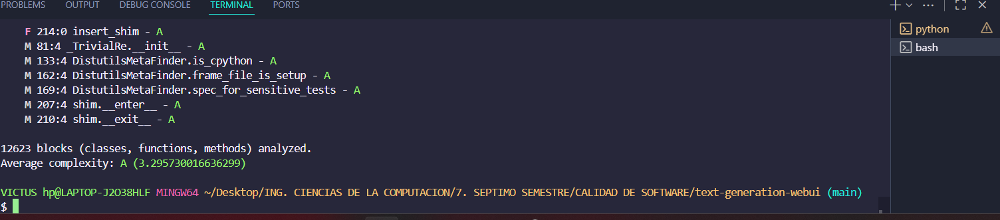 PROBLEMS OUTPUT DEBUG CONSOLE TERMINAL PORTS
F 214:0 insert_shim - A
M 81:4 _TrivialRe.__init__ - A
M 133:4 DistutilsMetaFinder.is_cpython - A
M 162:4 DistutilsMetaFinder.frame_file_is_setup - A
M 169:4 DistutilsMetaFinder.spec_for_sensitive_tests - A
M 207:4 shim.__enter__ - A
M 210:4 shim.__exit__ - A
12623 blocks (classes, functions, methods) analyzed.
Average complexity: A (3.295730016636299)
VICTUS hp@LAPTOP-J2O38HLF MINGW64 ~/Desktop/ING. CIENCIAS DE LA COMPUTACION/7. SEPTIMO SEMESTRE/CALIDAD DE SOFTWARE/text-generation-webui (main)
$
python
bash